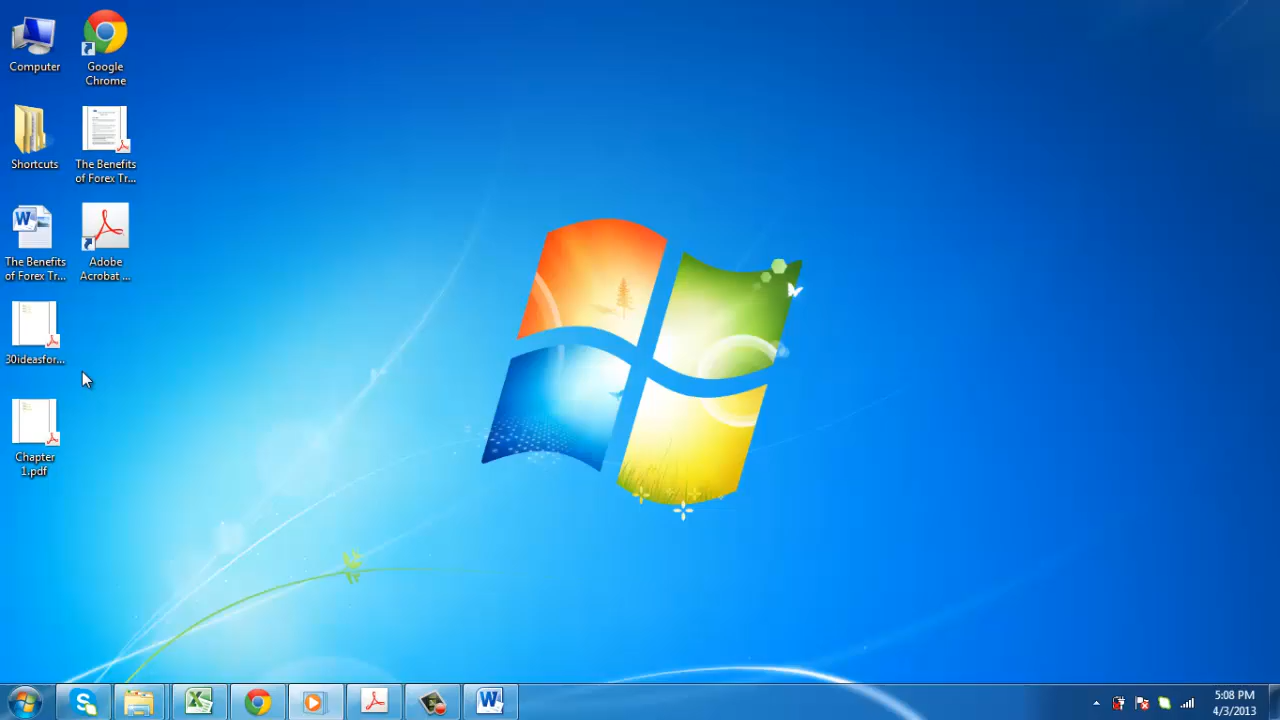 Computer
Google
Chrome
Shortcuts
The Benefits
of Forex Tr...
The Benefits
of Forex Tr...
Adobe
Acrobat ...
30ideasfor...
Chapter
1.pdf
5:08 PM
4/3/2013